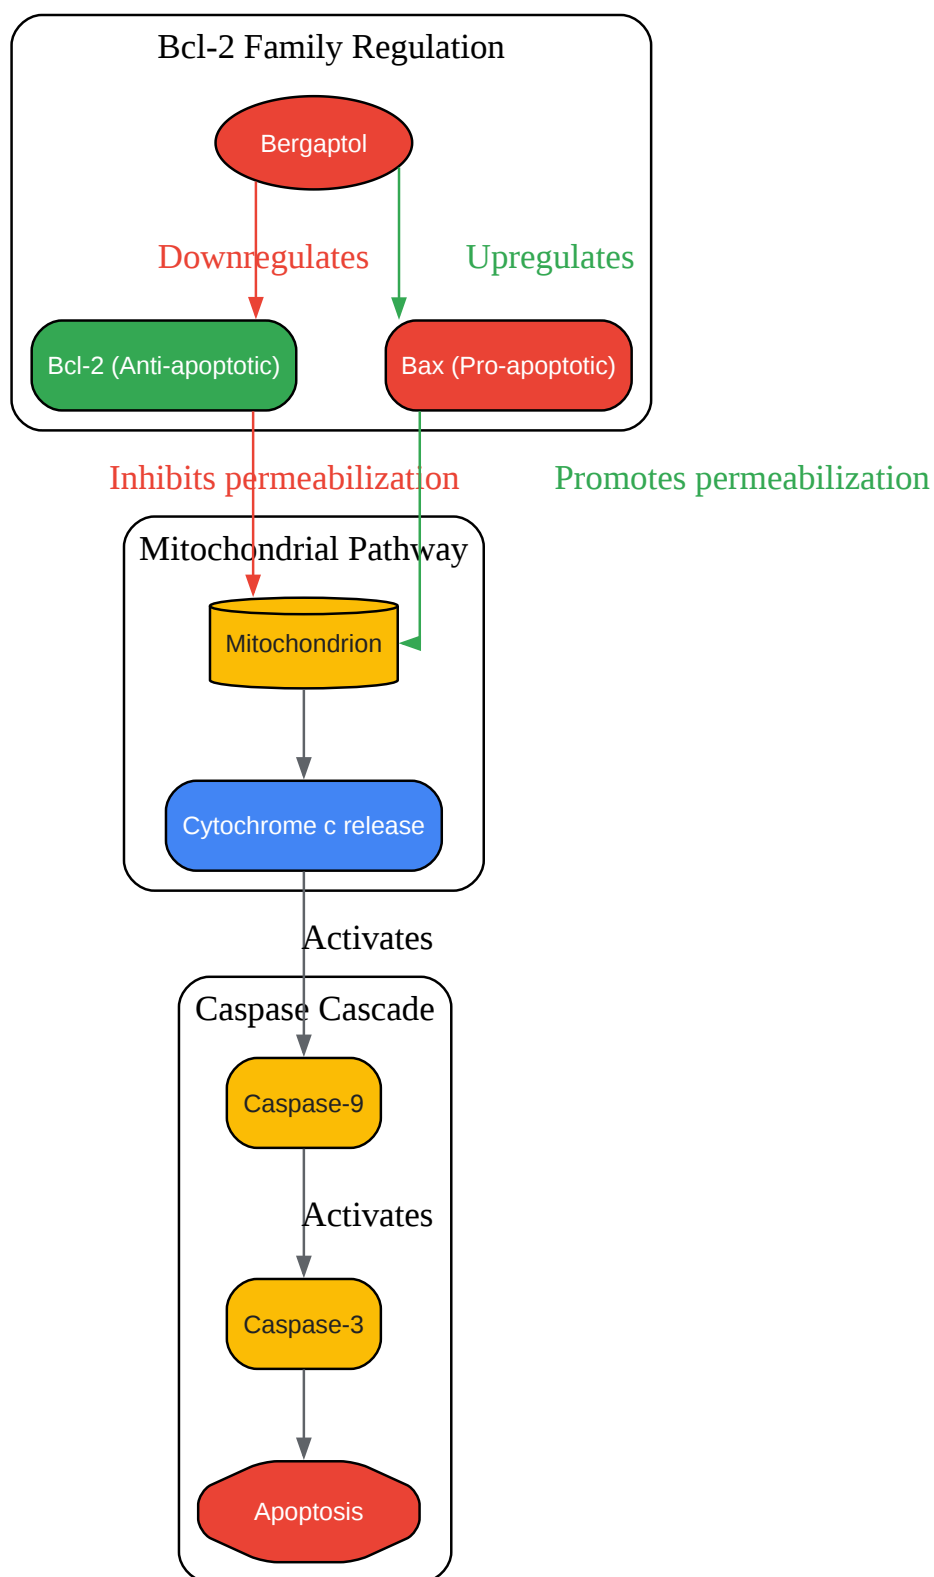 Bcl-2 Family Regulation
Bergaptol
Downregulates
Upregulates
Bcl-2 (Anti-apoptotic)
Bax (Pro-apoptotic)
Inhibits permeabilization
Promotes permeabilization
Mitochondrial Pathway
Mitochondrion
Cytochrome c release
Activates
Caspase Cascade
Caspase-9
Activates
Caspase-3
Apoptosis